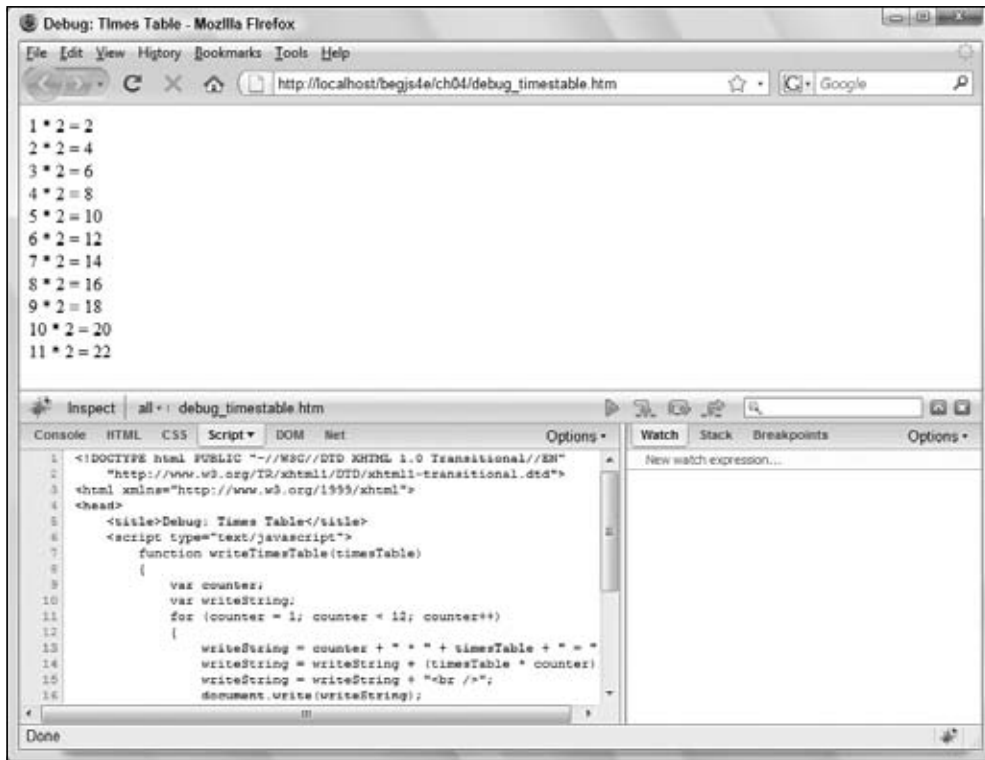 Debug: Times Table - Mozilla Firefox
File Edit View History Bookmarks Tools Help
http://localhost/begjs4e/ch04/debug_timestable.htm
Google
1 * 2 = 2
2 * 2 = 4
3 * 2 = 6
4 * 2 = 8
5 * 2 = 10
6 * 2 = 12
7 * 2 = 14
8 * 2 = 16
9 * 2 = 18
10 * 2 = 20
11 * 2 = 22
Inspect all debug_timestable.htm
Console HTML CSS Script DOM Net Options
Watch Stack Breakpoints Options
New watch expression...
1 <!DOCTYPE html PUBLIC "-//W3C//DTD XHTML 1.0 Transitional//EN"
2 "http://www.w3.org/TR/xhtml1/DTD/xhtml1-transitional.dtd">
3 <html xmlns="http://www.w3.org/1999/xhtml">
4 <head>
5 <title>Debug: Times Table</title>
6 <script type="text/javascript">
7 function writeTimesTable(timesTable)
8 {
9 var counter;
10 var writeString;
11 for (counter = 1; counter < 12; counter++)
12 {
13 writeString = counter + " * " + timesTable + " = "
14 writeString = writeString + (timesTable * counter)
15 writeString = writeString + "<br />";
16 document.write(writeString);
Done